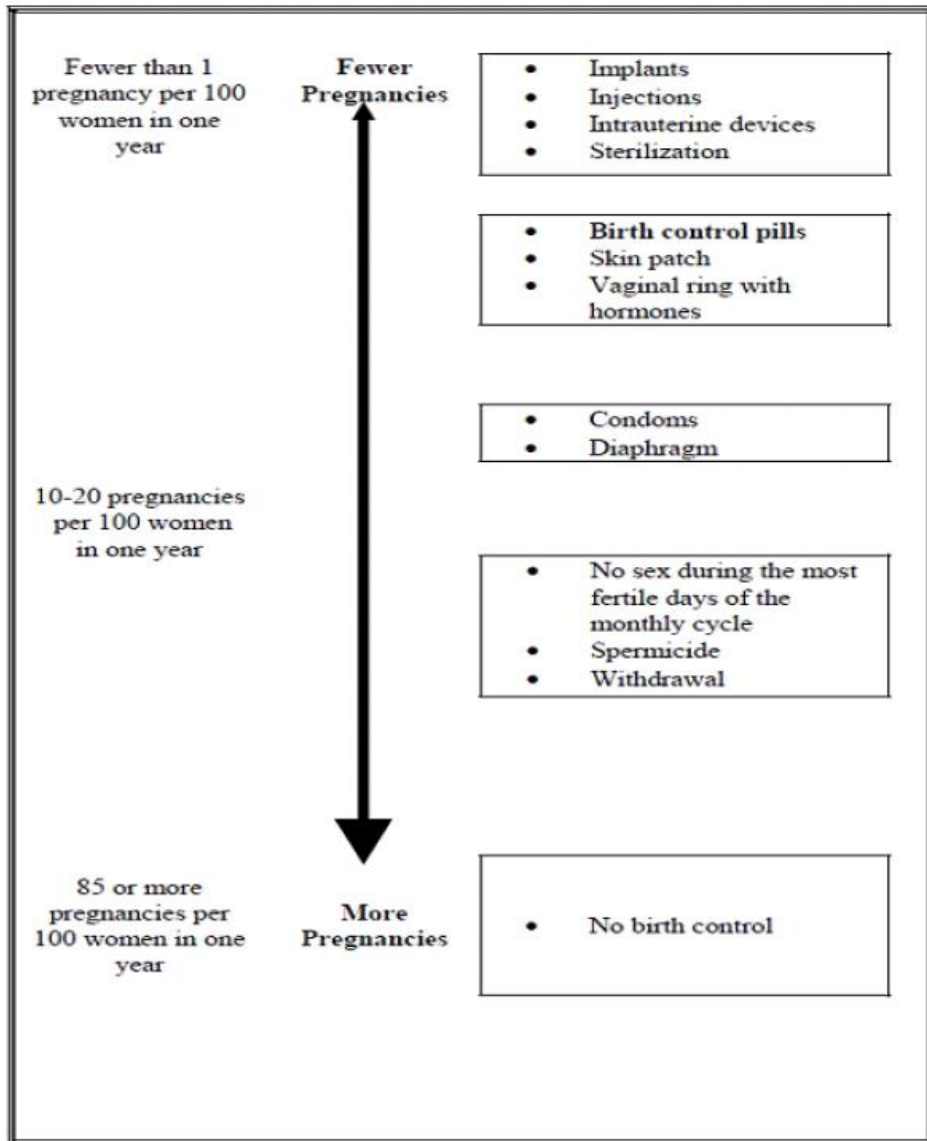 Fewer than 1
pregnancy per 100
women in one
year
Fewer
Pregnancies
• Implants
• Injections
• Intrauterine devices
• Sterilization
• Birth control pills
• Skin patch
• Vaginal ring with
hormones
• Condoms
• Diaphragm
10-20 pregnancies
per 100 women
in one year
• No sex during the most
fertile days of the
monthly cycle
• Spermicide
• Withdrawal
85 or more
pregnancies per
100 women in one
year
More
Pregnancies
• No birth control